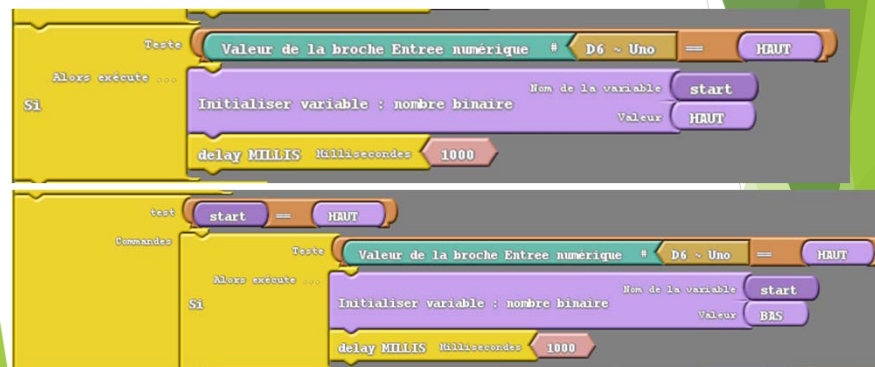 Teste Valeur de la broche Entree numérique # D6 ~ Uno == HAUT
Alors exécute ...
Si
Nom de la variable start
Initialiser variable : nombre binaire
Valeur HAUT
delay MILLIS Millisecondes 1000
test start == HAUT
Commandes
Teste Valeur de la broche Entree numérique # D6 ~ Uno == HAUT
Alors exécute ...
Si
Nom de la variable start
Initialiser variable : nombre binaire
Valeur BAS
delay MILLIS Millisecondes 1000